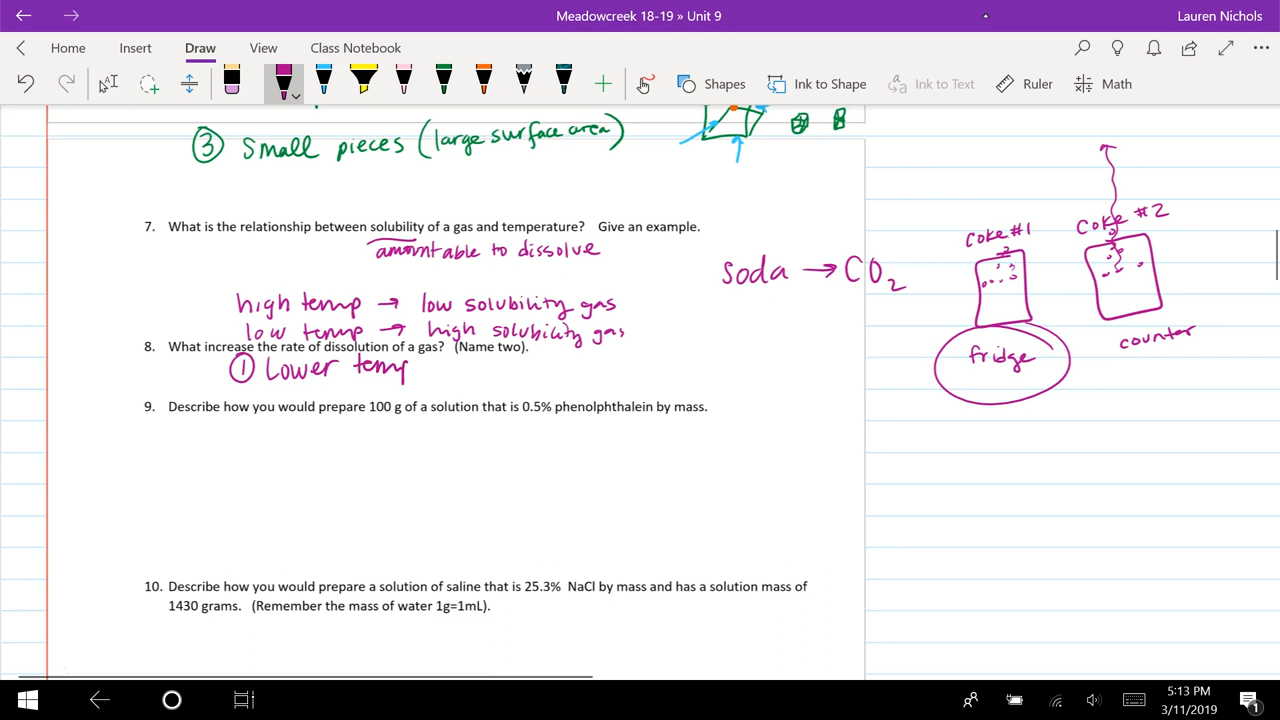 Meadowcreek 18-19 » Unit 9
Lauren Nichols
Home Insert Draw View Class Notebook
Shapes Ink to Shape Ink to Text Ruler Math
③ Small pieces (large surface area)
7. What is the relationship between solubility of a gas and temperature? Give an example.
amount able to dissolve
soda → CO2
high temp → low solubility gas
low temp → high solubility gas
8. What increase the rate of dissolution of a gas? (Name two).
① Lower temp
Coke #1
Coke #2
fridge
counter
9. Describe how you would prepare 100 g of a solution that is 0.5% phenolphthalein by mass.
10. Describe how you would prepare a solution of saline that is 25.3% NaCl by mass and has a solution mass of
1430 grams. (Remember the mass of water 1g=1mL).
5:13 PM
3/11/2019
1